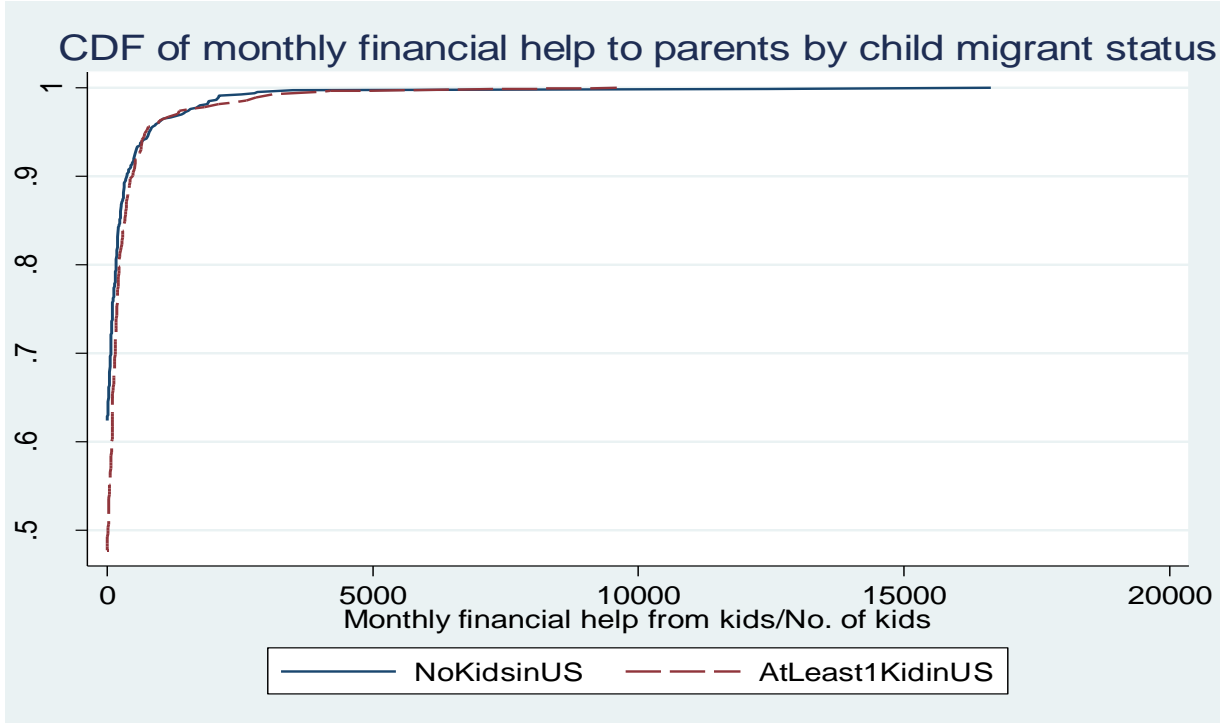 CDF of monthly financial help to parents by child migrant status
1
.9
.8
.7
.6
.5
0 5000 10000 15000 20000
Monthly financial help from kids/No. of kids
NoKidsinUS AtLeast1KidinUS